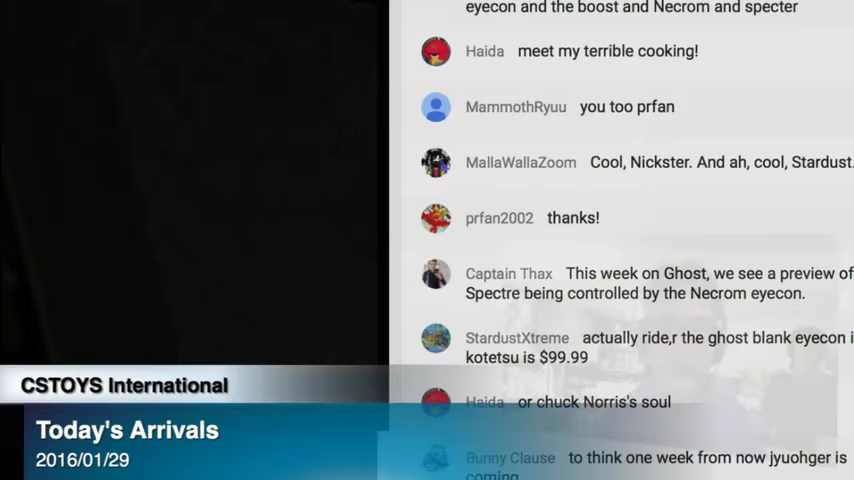 eyecon and the boost and Necrom and specter
Haida meet my terrible cooking!
MammothRyuu you too prfan
MallaWallaZoom Cool, Nickster. And ah, cool, Stardust.
prfan2002 thanks!
Captain Thax This week on Ghost, we see a preview of
Spectre being controlled by the Necrom eyecon.
StardustXtreme actually ride,r the ghost blank eyecon i
kotetsu is $99.99
Haida or chuck Norris's soul
Bunny Clause to think one week from now jyuohger is
coming
CSTOYS International
Today's Arrivals
2016/01/29